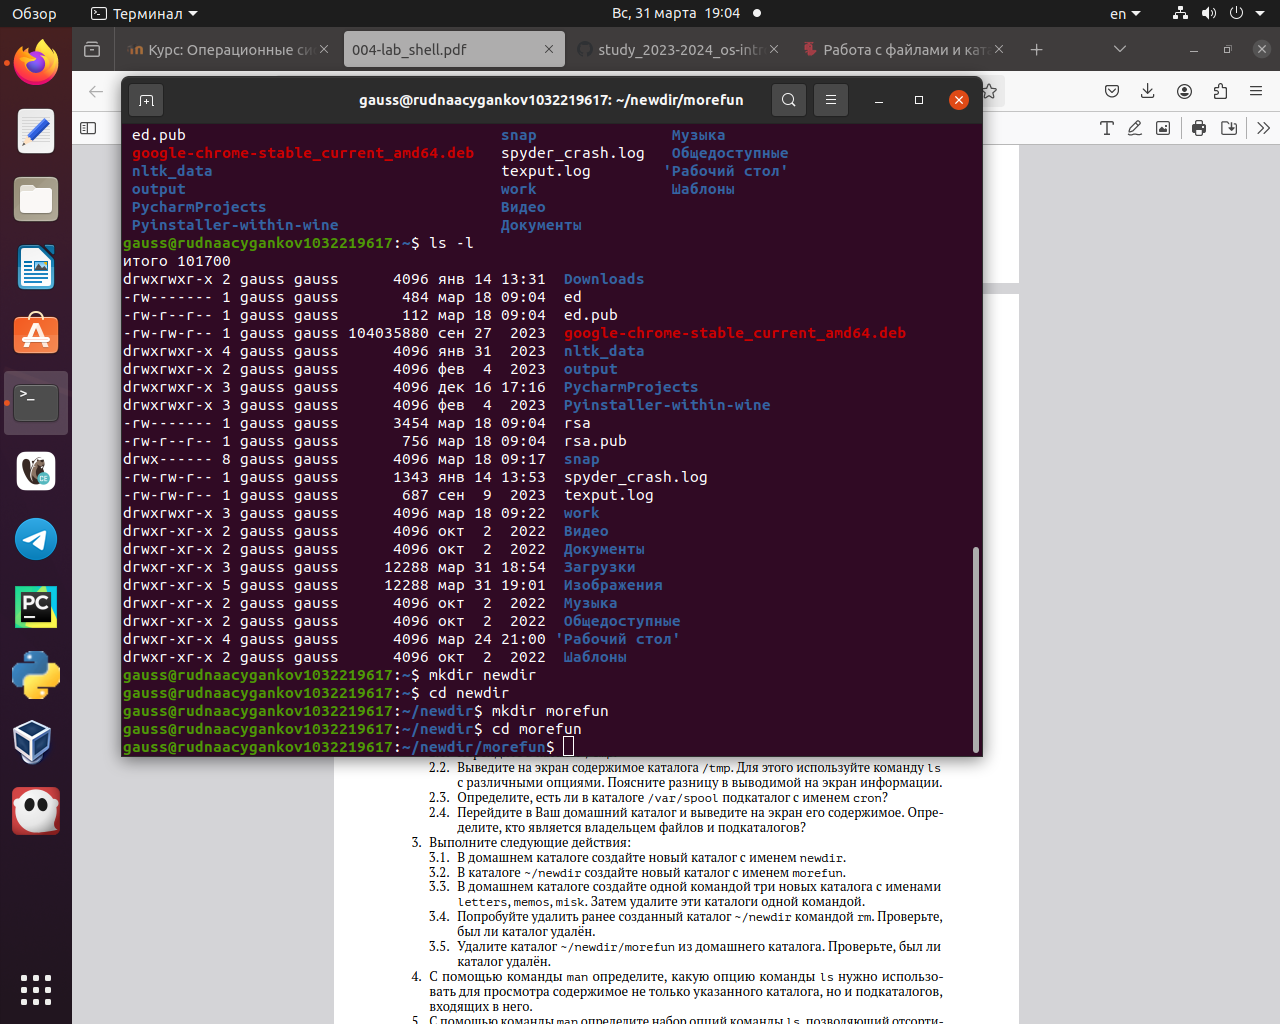 Обзор
Терминал
Вс, 31 марта 19:04
en
Курс: Операционные си
004-lab_shell.pdf
study_2023-2024_os-intr
Работа с файлами и ката
gauss@rudnaacygankov1032219617: ~/newdir/morefun
ed.pub snap Музыка
google-chrome-stable_current_amd64.deb spyder_crash.log Общедоступные
nltk_data texput.log 'Рабочий стол'
output work Шаблоны
PycharmProjects Видео
Pyinstaller-within-wine Документы
gauss@rudnaacygankov1032219617:~$ ls -l
итого 101700
drwxrwxr-x 2 gauss gauss 4096 янв 14 13:31 Downloads
-rw------- 1 gauss gauss 484 мар 18 09:04 ed
-rw-r--r-- 1 gauss gauss 112 мар 18 09:04 ed.pub
-rw-rw-r-- 1 gauss gauss 104035880 сен 27 2023 google-chrome-stable_current_amd64.deb
drwxrwxr-x 4 gauss gauss 4096 янв 31 2023 nltk_data
drwxrwxr-x 2 gauss gauss 4096 фев 4 2023 output
drwxrwxr-x 3 gauss gauss 4096 дек 16 17:16 PycharmProjects
drwxrwxr-x 3 gauss gauss 4096 фев 4 2023 Pyinstaller-within-wine
-rw------- 1 gauss gauss 3454 мар 18 09:04 rsa
-rw-r--r-- 1 gauss gauss 756 мар 18 09:04 rsa.pub
drwx------ 8 gauss gauss 4096 мар 18 09:17 snap
-rw-rw-r-- 1 gauss gauss 1343 янв 14 13:53 spyder_crash.log
-rw-rw-r-- 1 gauss gauss 687 сен 9 2023 texput.log
drwxrwxr-x 3 gauss gauss 4096 мар 18 09:22 work
drwxr-xr-x 2 gauss gauss 4096 окт 2 2022 Видео
drwxr-xr-x 2 gauss gauss 4096 окт 2 2022 Документы
drwxr-xr-x 3 gauss gauss 12288 мар 31 18:54 Загрузки
drwxr-xr-x 5 gauss gauss 12288 мар 31 19:01 Изображения
drwxr-xr-x 2 gauss gauss 4096 окт 2 2022 Музыка
drwxr-xr-x 2 gauss gauss 4096 окт 2 2022 Общедоступные
drwxr-xr-x 4 gauss gauss 4096 мар 24 21:00 'Рабочий стол'
drwxr-xr-x 2 gauss gauss 4096 окт 2 2022 Шаблоны
gauss@rudnaacygankov1032219617:~$ mkdir newdir
gauss@rudnaacygankov1032219617:~$ cd newdir
gauss@rudnaacygankov1032219617:~/newdir$ mkdir morefun
gauss@rudnaacygankov1032219617:~/newdir$ cd morefun
gauss@rudnaacygankov1032219617:~/newdir/morefun$
2.2. Выведите на экран содержимое каталога /tmp. Для этого используйте команду ls
с различными опциями. Поясните разницу в выводимой на экран информации.
2.3. Определите, есть ли в каталоге /var/spool подкаталог с именем cron?
2.4. Перейдите в Ваш домашний каталог и выведите на экран его содержимое. Опре-
делите, кто является владельцем файлов и подкаталогов?
3. Выполните следующие действия:
3.1. В домашнем каталоге создайте новый каталог с именем newdir.
3.2. В каталоге ~/newdir создайте новый каталог с именем morefun.
3.3. В домашнем каталоге создайте одной командой три новых каталога с именами
letters, memos, misk. Затем удалите эти каталоги одной командой.
3.4. Попробуйте удалить ранее созданный каталог ~/newdir командой rm. Проверьте,
был ли каталог удалён.
3.5. Удалите каталог ~/newdir/morefun из домашнего каталога. Проверьте, был ли
каталог удалён.
4. С помощью команды man определите, какую опцию команды ls нужно использо-
вать для просмотра содержимое не только указанного каталога, но и подкаталогов,
входящих в него.
5. С помощью команды man определите набор опций команды ls, позволяющий отсорти-